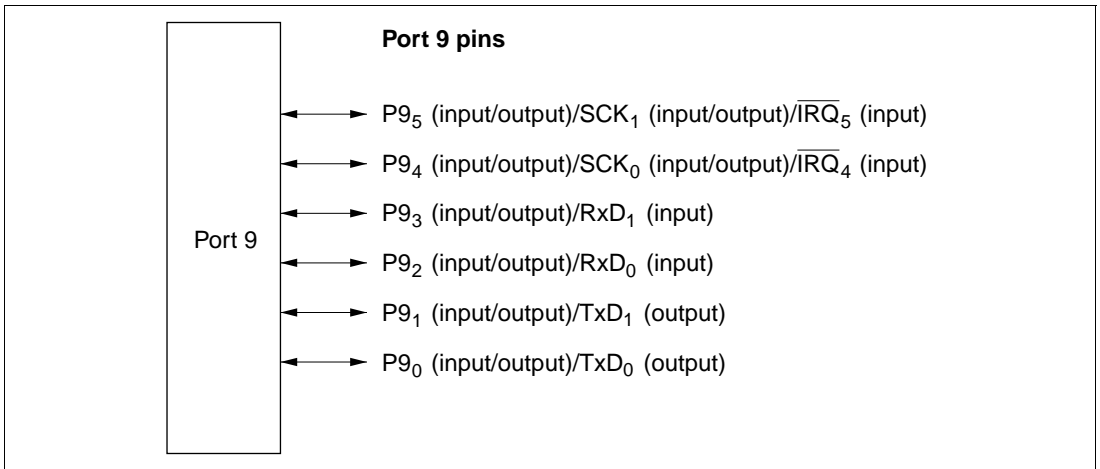 Port 9 pins
P9₅ (input/output)/SCK₁ (input/output)/I̅R̅Q̅₅ (input)
P9₄ (input/output)/SCK₀ (input/output)/I̅R̅Q̅₄ (input)
P9₃ (input/output)/RxD₁ (input)
Port 9
P9₂ (input/output)/RxD₀ (input)
P9₁ (input/output)/TxD₁ (output)
P9₀ (input/output)/TxD₀ (output)